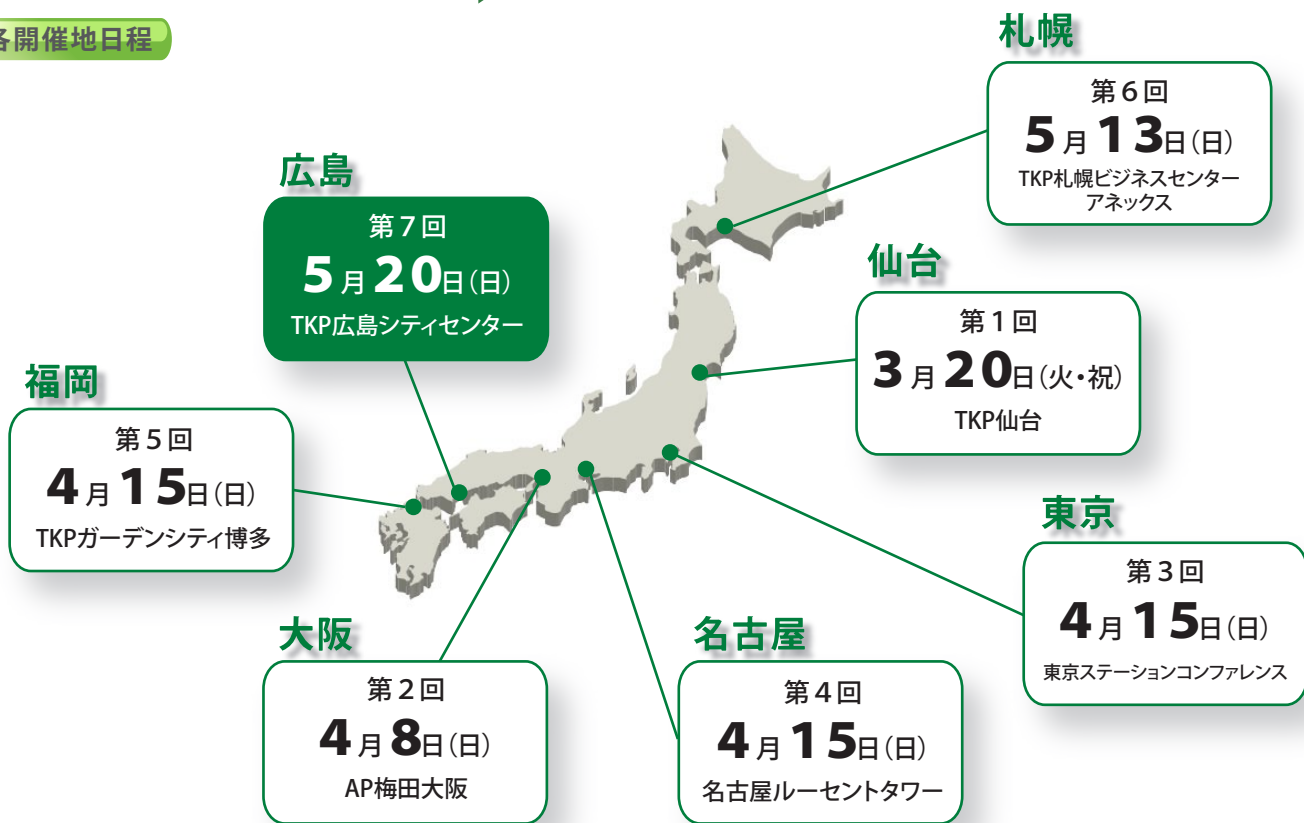 各開催地日程
札幌
第6回
5月13日(日)
TKP札幌ビジネスセンター
アネックス
広島
第7回
5月20日(日)
TKP広島シティセンター
仙台
第1回
3月20日(火・祝)
TKP仙台
福岡
第5回
4月15日(日)
TKPガーデンシティ博多
東京
第3回
4月15日(日)
東京ステーションコンファレンス
大阪
第2回
4月8日(日)
AP梅田大阪
名古屋
第4回
4月15日(日)
名古屋ルーセントタワー